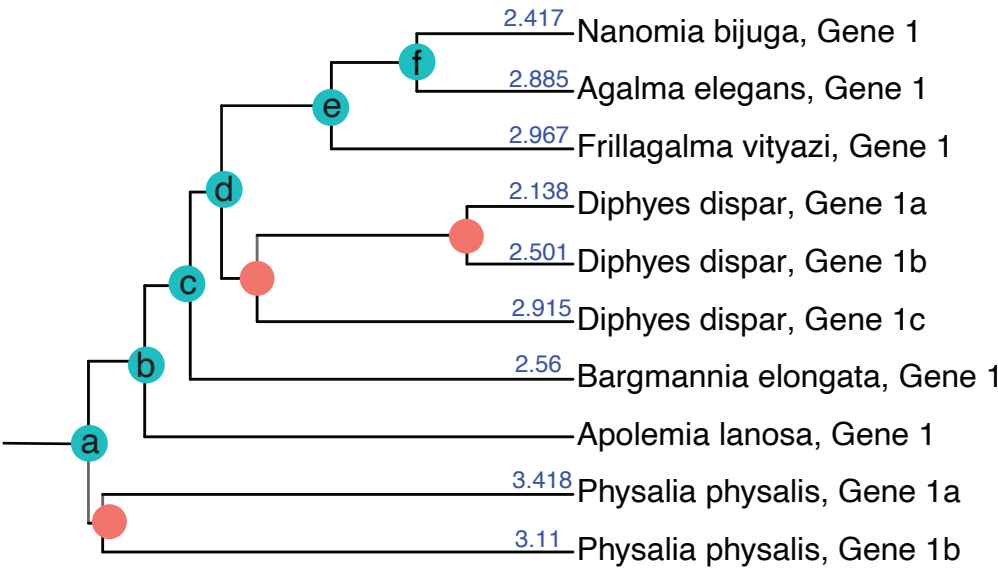 2.417 Nanomia bijuga, Gene 1
f
2.885 Agalma elegans, Gene 1
e
2.967 Frillagalma vityazi, Gene 1
d
2.138 Diphyes dispar, Gene 1a
2.501 Diphyes dispar, Gene 1b
c
2.915 Diphyes dispar, Gene 1c
b
2.56 Bargmannia elongata, Gene 1
Apolemia lanosa, Gene 1
a
3.418 Physalia physalis, Gene 1a
3.11 Physalia physalis, Gene 1b